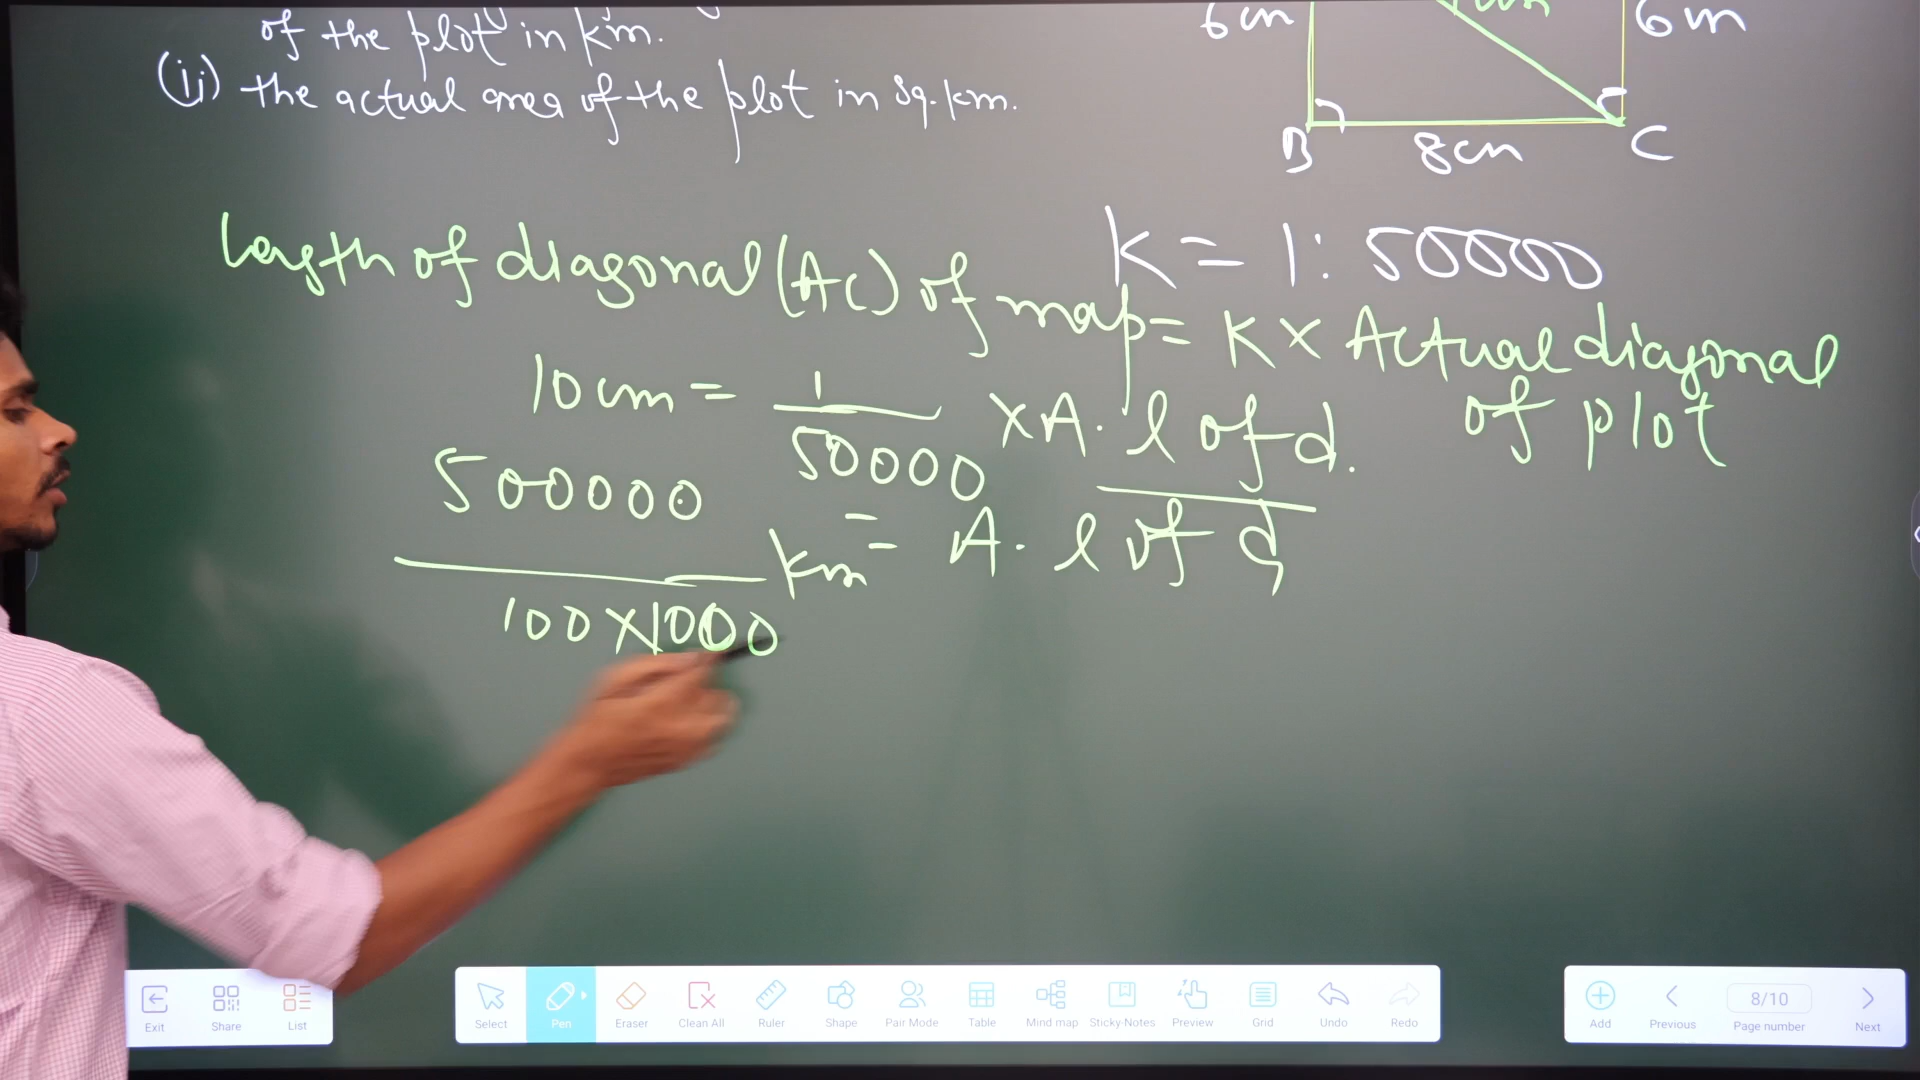 of the plot in km.
(ii) the actual area of the plot in sq.km.
6cm
6 m
B
8cm
C
K = 1: 50000
length of diagonal (AC) of map = K × Actual diagonal
of plot
10 cm = 1/50000 × A. l of d.
500000/100×1000 km = A. l of d
Exit
Share
List
Select
Pen
Eraser
Clean All
Ruler
Shape
Pair Mode
Table
Mind map
Sticky-Notes
Preview
Grid
Undo
Redo
Add
Previous
8/10
Page number
Next